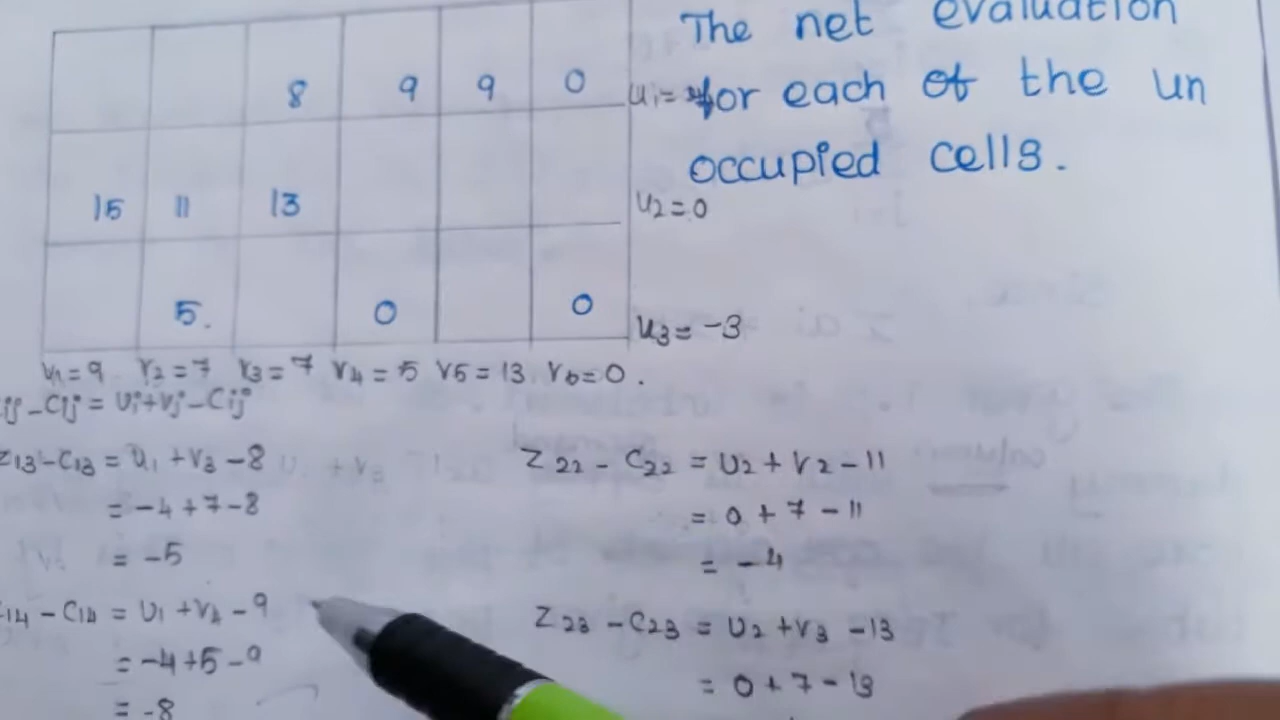 The net evaluation
for each of the un
occupied cells.
8 9 9 0
15 11 13 U2=0
5. 0 0 U3=-3
V1=9 V2=7 V3=7 V4=5 V5=13 V6=0.
ij-Cij=Ui+Vj-Cij
Z13-C13=U1+V3-8
=-4+7-8
=-5
14-C14=U1+V4-9
=-4+5-9
=-8
Z22-C22=U2+V2-11
=0+7-11
=-4
Z23-C23=U2+V3-13
=0+7-13